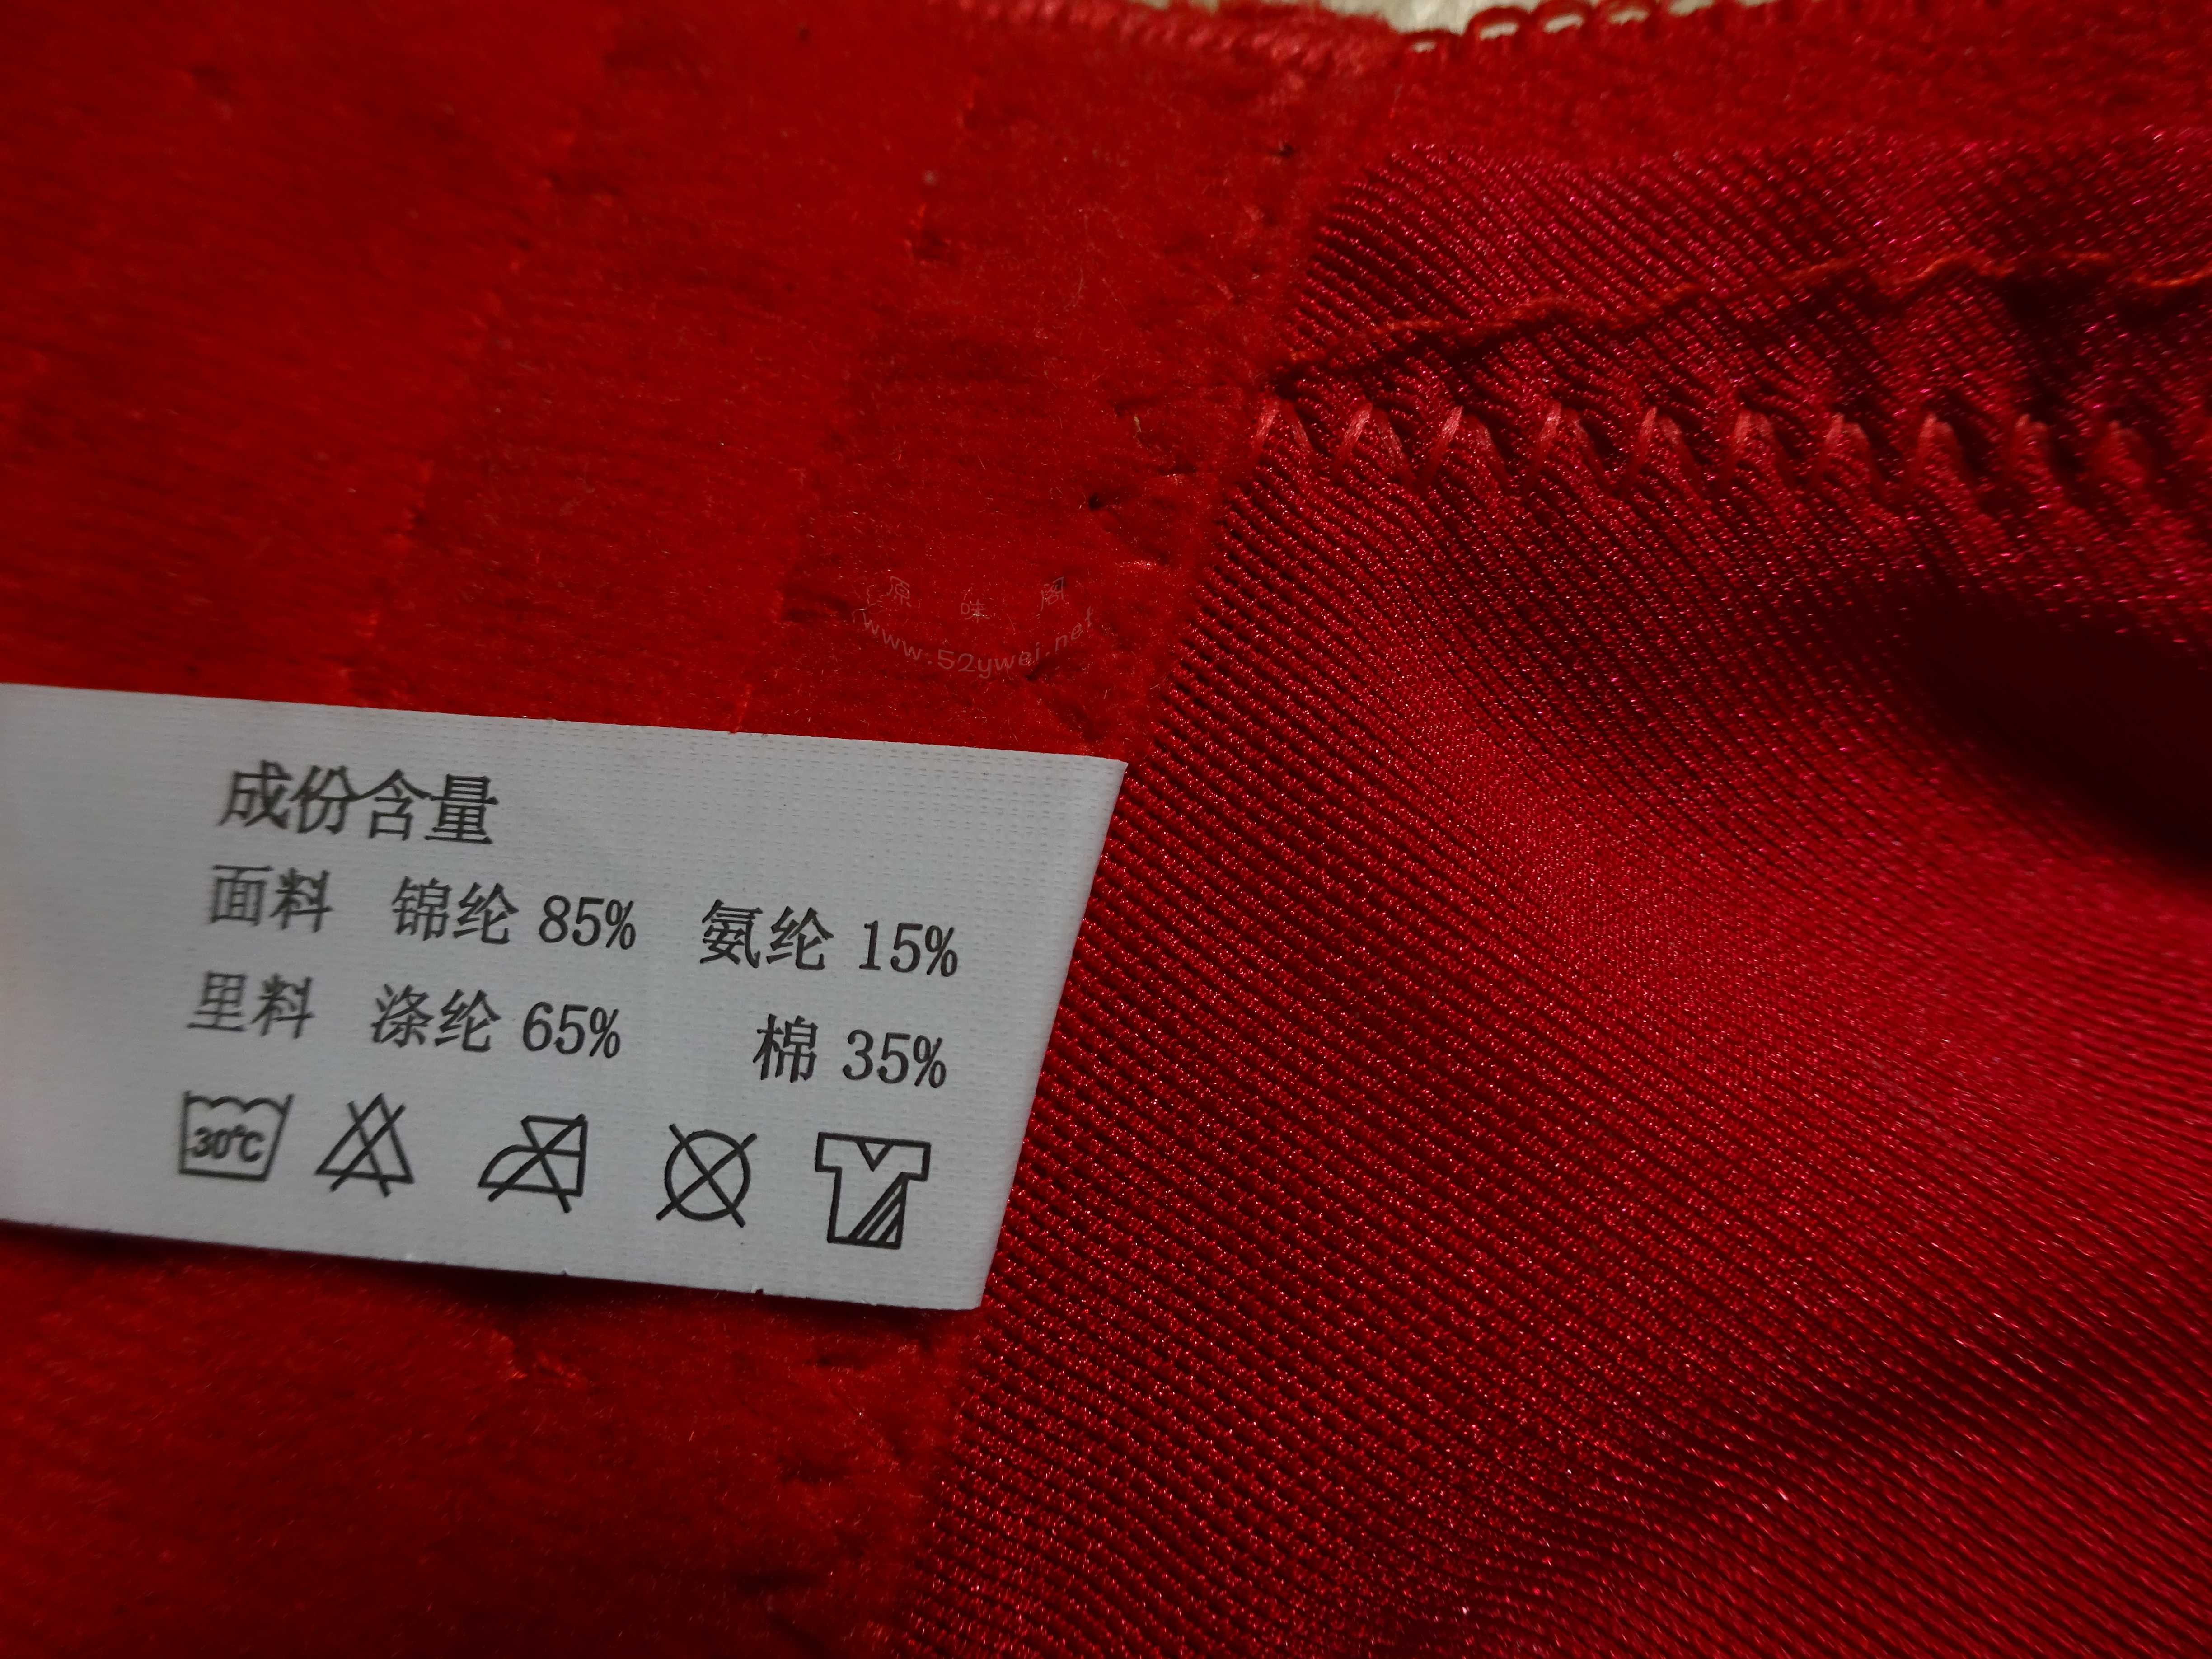 原味阁
www.52ywei.net
成份含量
面料 锦纶 85% 氨纶 15%
里料 涤纶 65% 棉 35%
30℃